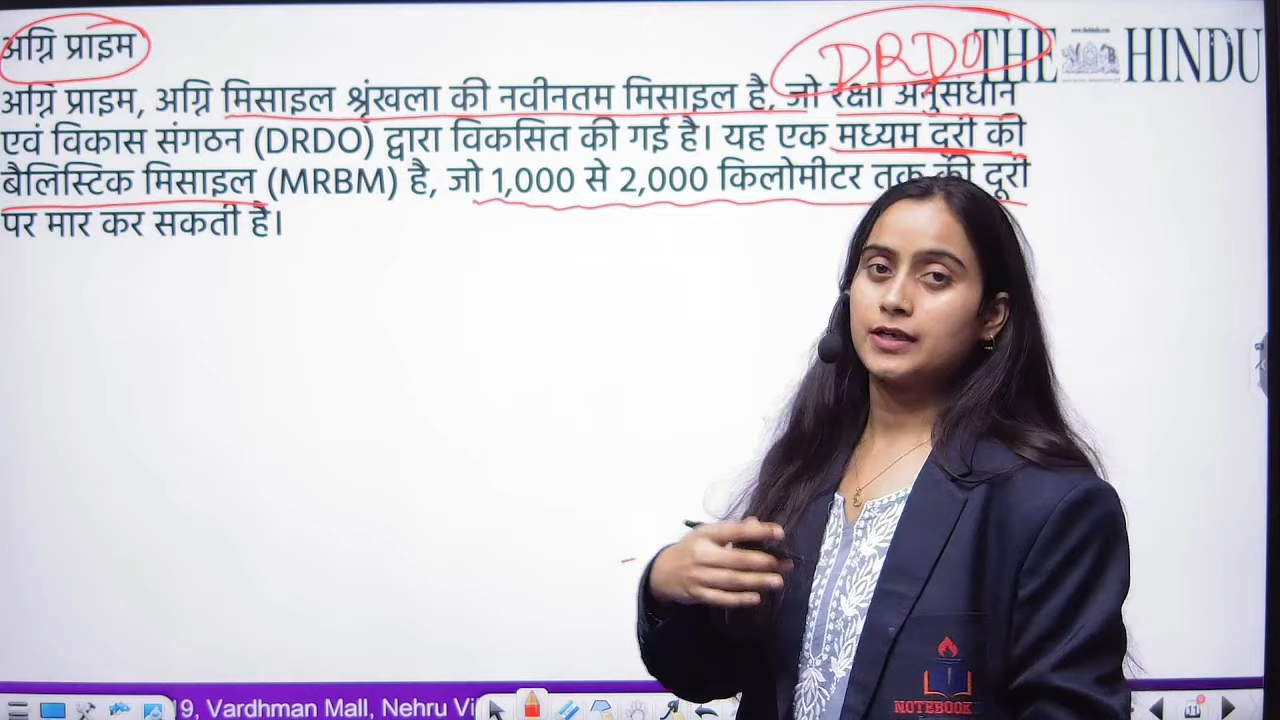 अग्नि प्राइम
DRDO
THE HINDU
अग्नि प्राइम, अग्नि मिसाइल श्रृंखला की नवीनतम मिसाइल है, जो रक्षा अनुसंधान
एवं विकास संगठन (DRDO) द्वारा विकसित की गई है। यह एक मध्यम दूरी की
बैलिस्टिक मिसाइल (MRBM) है, जो 1,000 से 2,000 किलोमीटर तक की दूरी
पर मार कर सकती है।
NOTEBOOK
9, Vardhman Mall, Nehru Vi
11